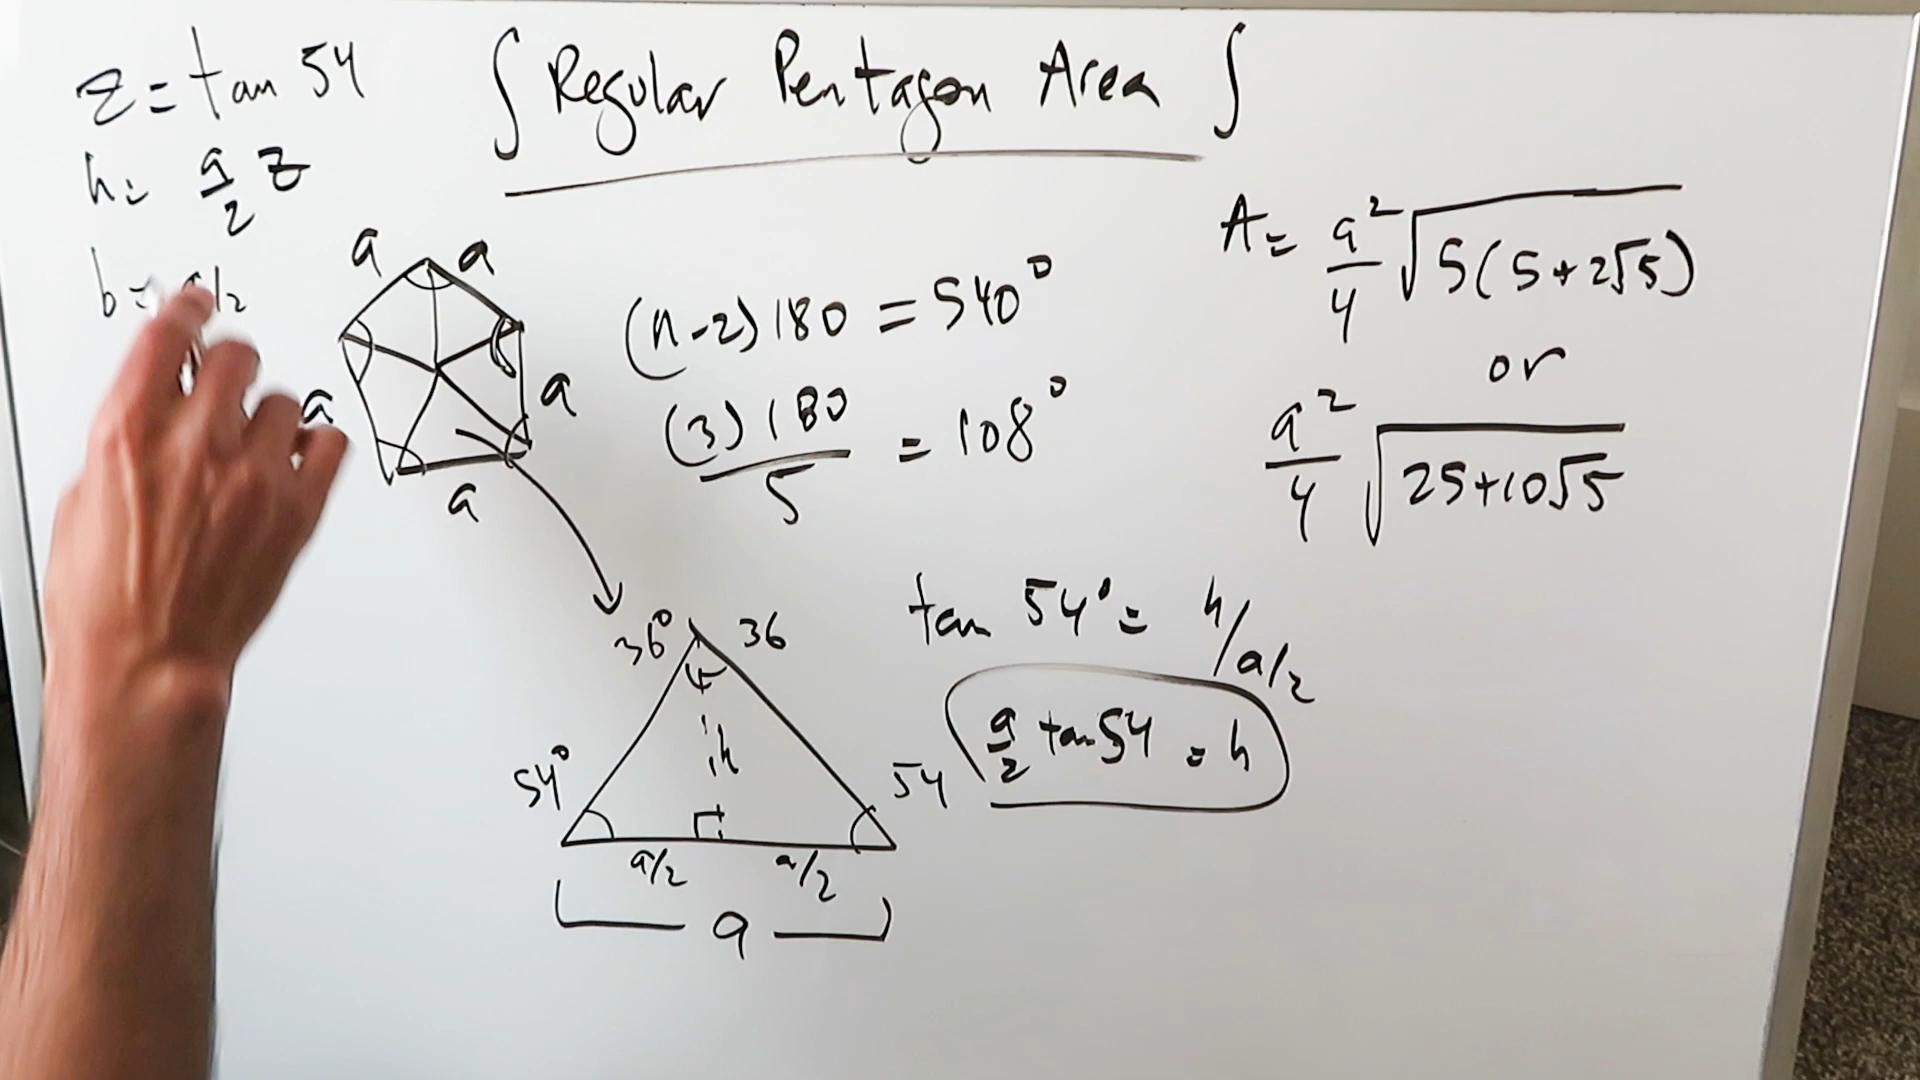 ∫ Regular Pentagon Area ∫
z = tan 54
h = a/2 z
b = a/2
a a
a a
a
(n-2)180 = 540°
(3)180/5 = 108°
A = a²/4 √5(5+2√5)
or
a²/4 √25+10√5
tan 54° = h/a/2
a/2 tan 54 = h
36° 36
h
54° 54
a/2 a/2
a